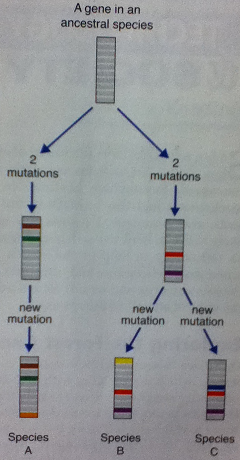 A gene in an
ancestral species
2
mutations
2
mutations
new
mutation
new
mutation
new
mutation
Species
A
Species
B
Species
C